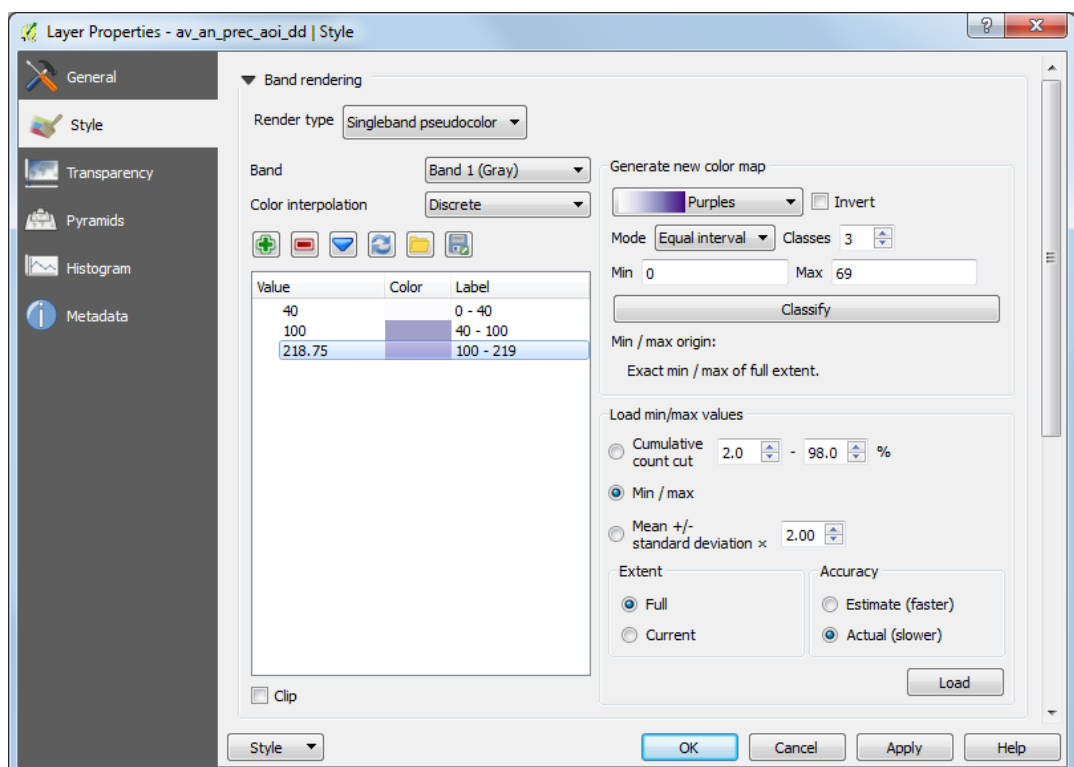 Layer Properties - av_an_prec_aoi_dd | Style
General
Style
Transparency
Pyramids
Histogram
Metadata
Band rendering
Render type Singleband pseudocolor
Band Band 1 (Gray)
Color interpolation Discrete
Value Color Label
40 0 - 40
100 40 - 100
218.75 100 - 219
Clip
Generate new color map
Purples Invert
Mode Equal interval Classes 3
Min 0 Max 69
Classify
Min / max origin:
Exact min / max of full extent.
Load min/max values
Cumulative
count cut 2.0 - 98.0 %
Min / max
Mean +/-
standard deviation × 2.00
Extent
Full
Current
Accuracy
Estimate (faster)
Actual (slower)
Load
Style OK Cancel Apply Help